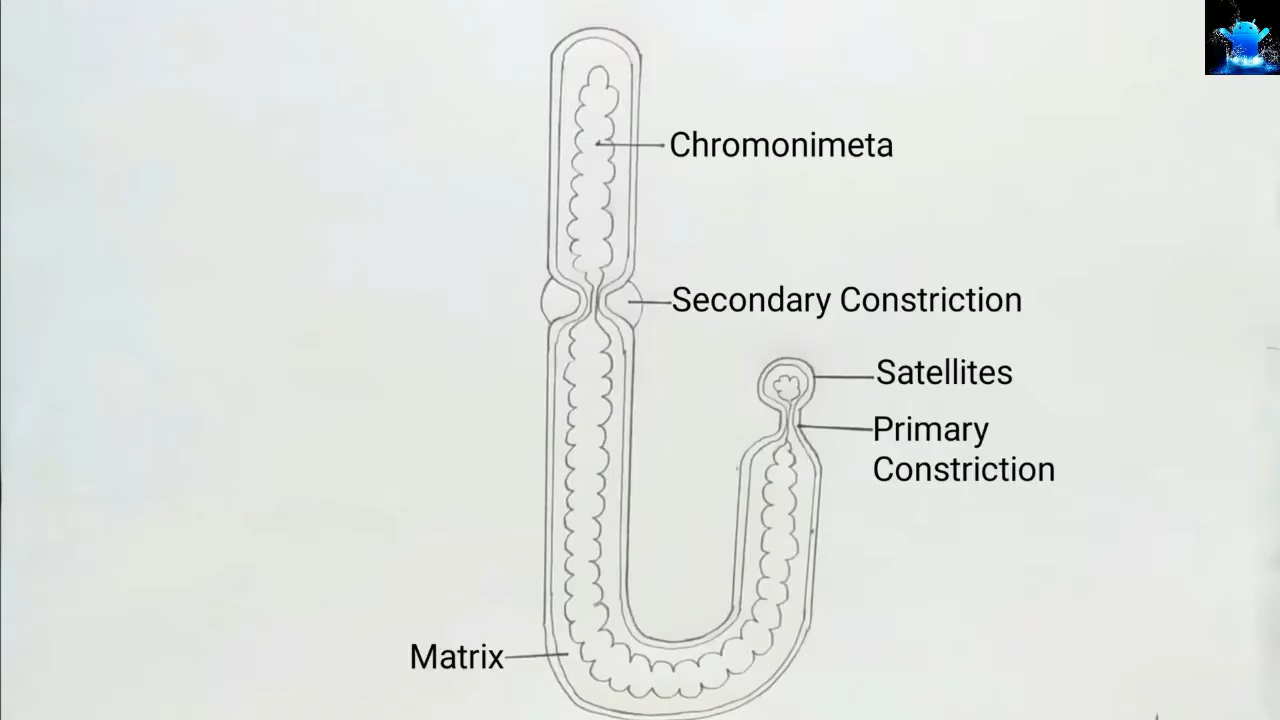 Chromonimeta
Secondary Constriction
Satellites
Primary
Constriction
Matrix